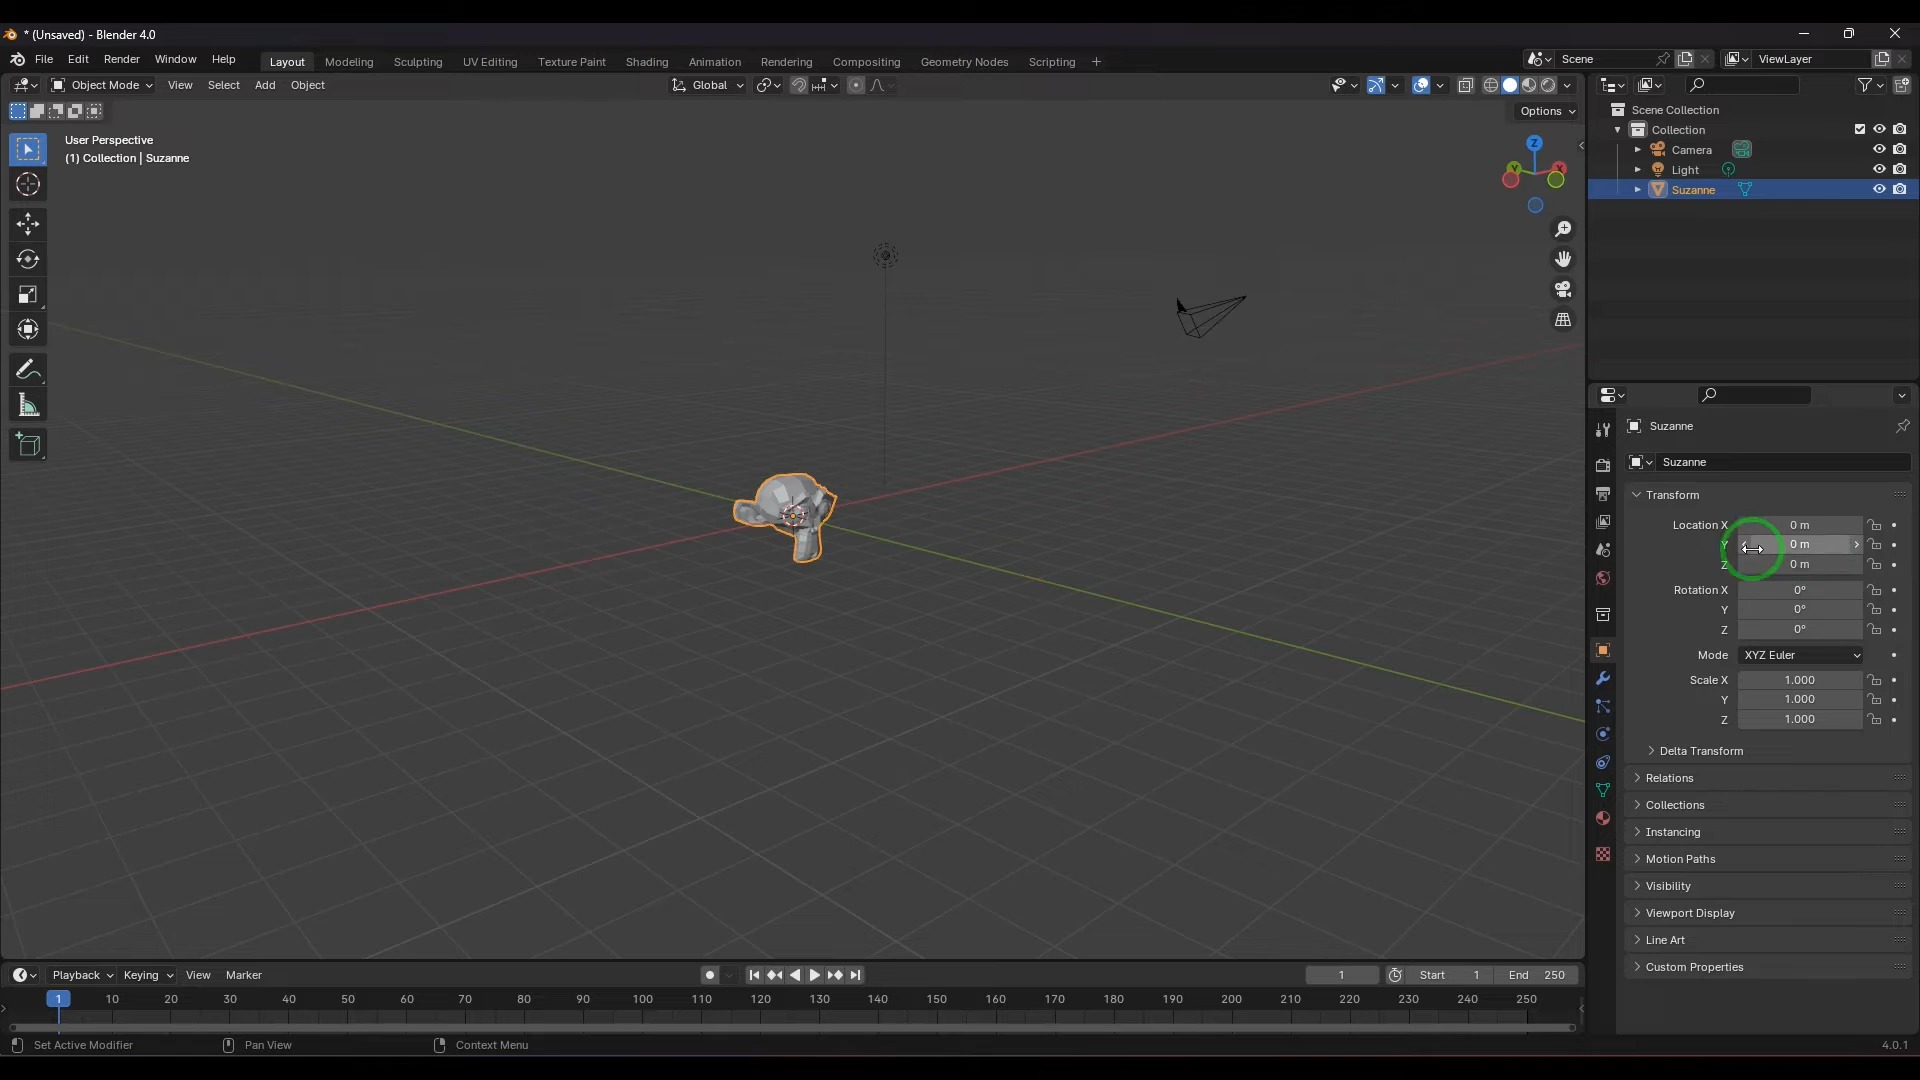 * (Unsaved) - Blender 4.0
File Edit Render Window Help Layout Modeling Sculpting UV Editing Texture Paint Shading Animation Rendering Compositing Geometry Nodes Scripting + Scene ViewLayer
Object Mode View Select Add Object Global
Options
User Perspective
(1) Collection | Suzanne
Z
Y X
Scene Collection
Collection
Camera
Light
Suzanne
Suzanne
Suzanne
Transform
Location X 0 m
Y 0 m
Z 0 m
Rotation X 0°
Y 0°
Z 0°
Mode XYZ Euler
Scale X 1.000
Y 1.000
Z 1.000
Delta Transform
Relations
Collections
Instancing
Motion Paths
Visibility
Viewport Display
Line Art
Custom Properties
Playback Keying View Marker 1 Start 1 End 250
1 10 20 30 40 50 60 70 80 90 100 110 120 130 140 150 160 170 180 190 200 210 220 230 240 250
Set Active Modifier Pan View Context Menu 4.0.1